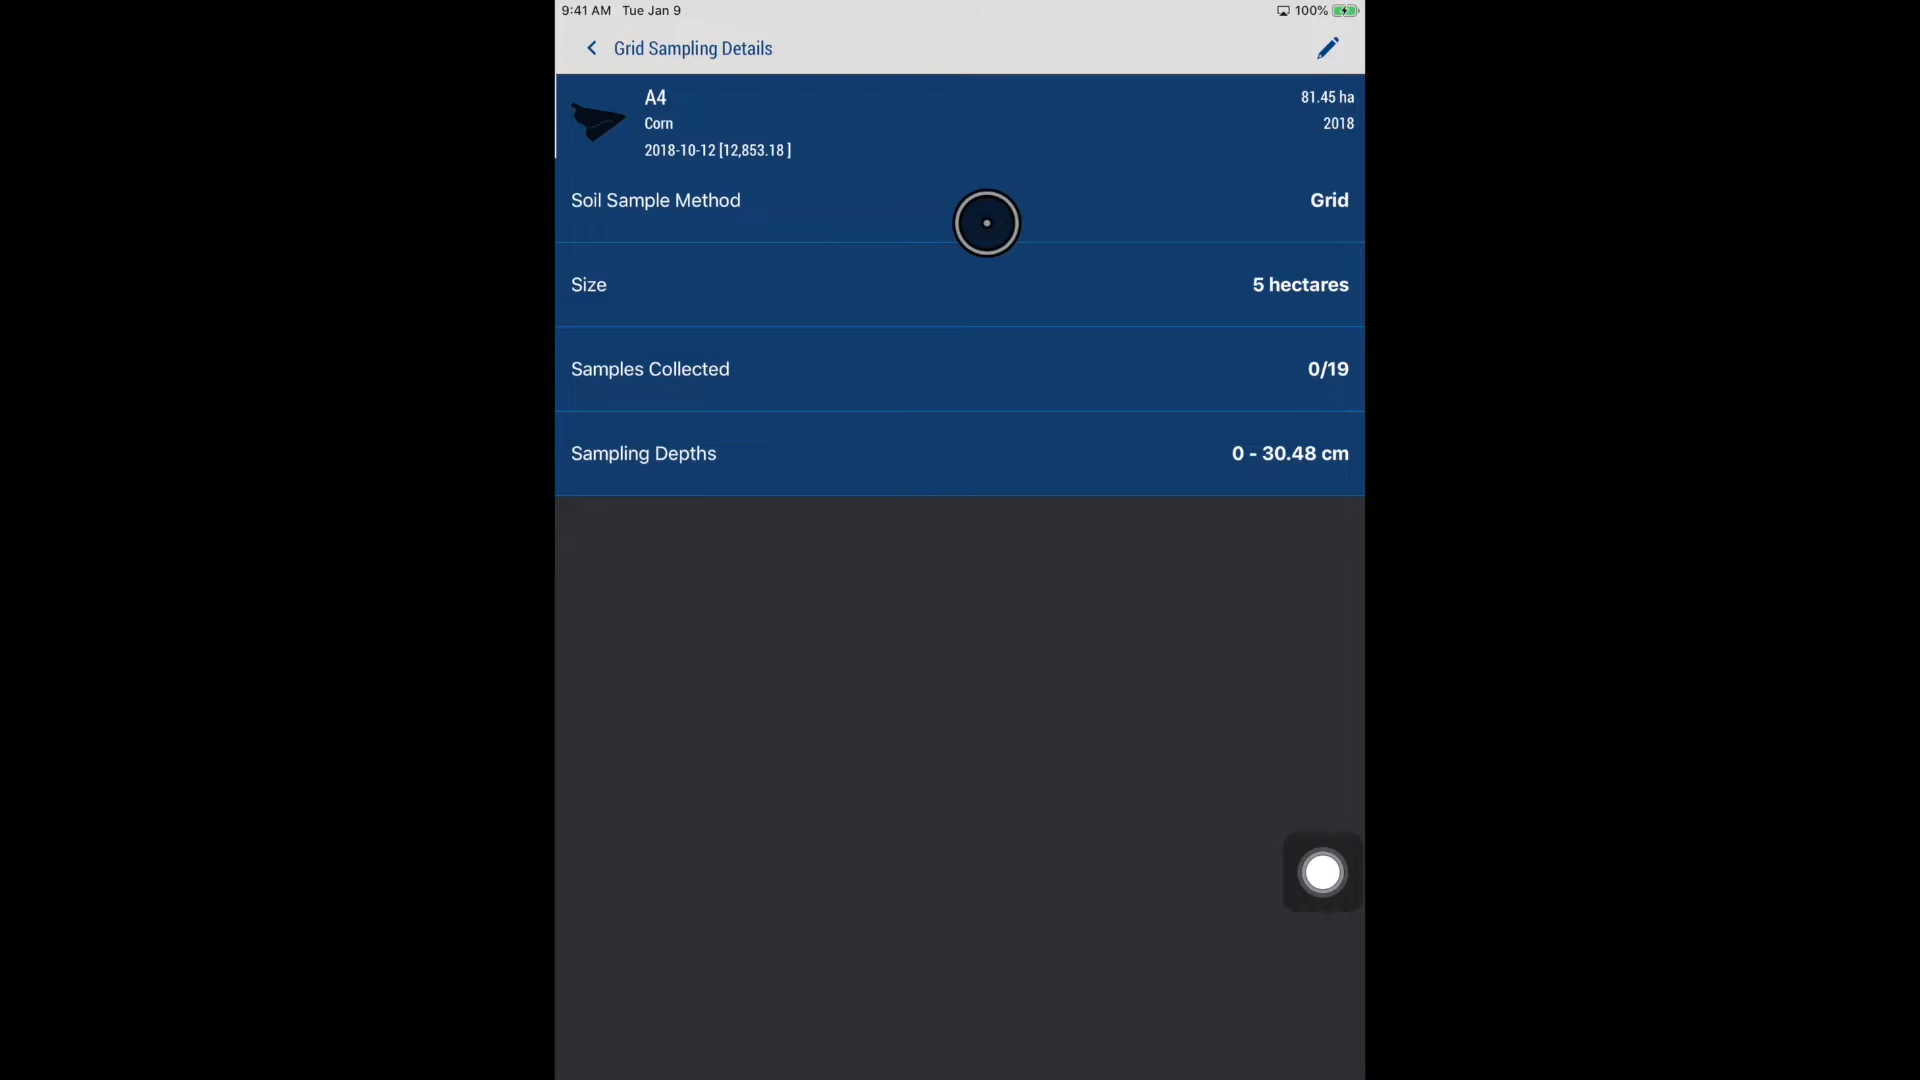 9:41 AM Tue Jan 9 100%
Grid Sampling Details
A4 81.45 ha
Corn 2018
2018-10-12 [12,853.18 ]
Soil Sample Method Grid
Size 5 hectares
Samples Collected 0/19
Sampling Depths 0 - 30.48 cm